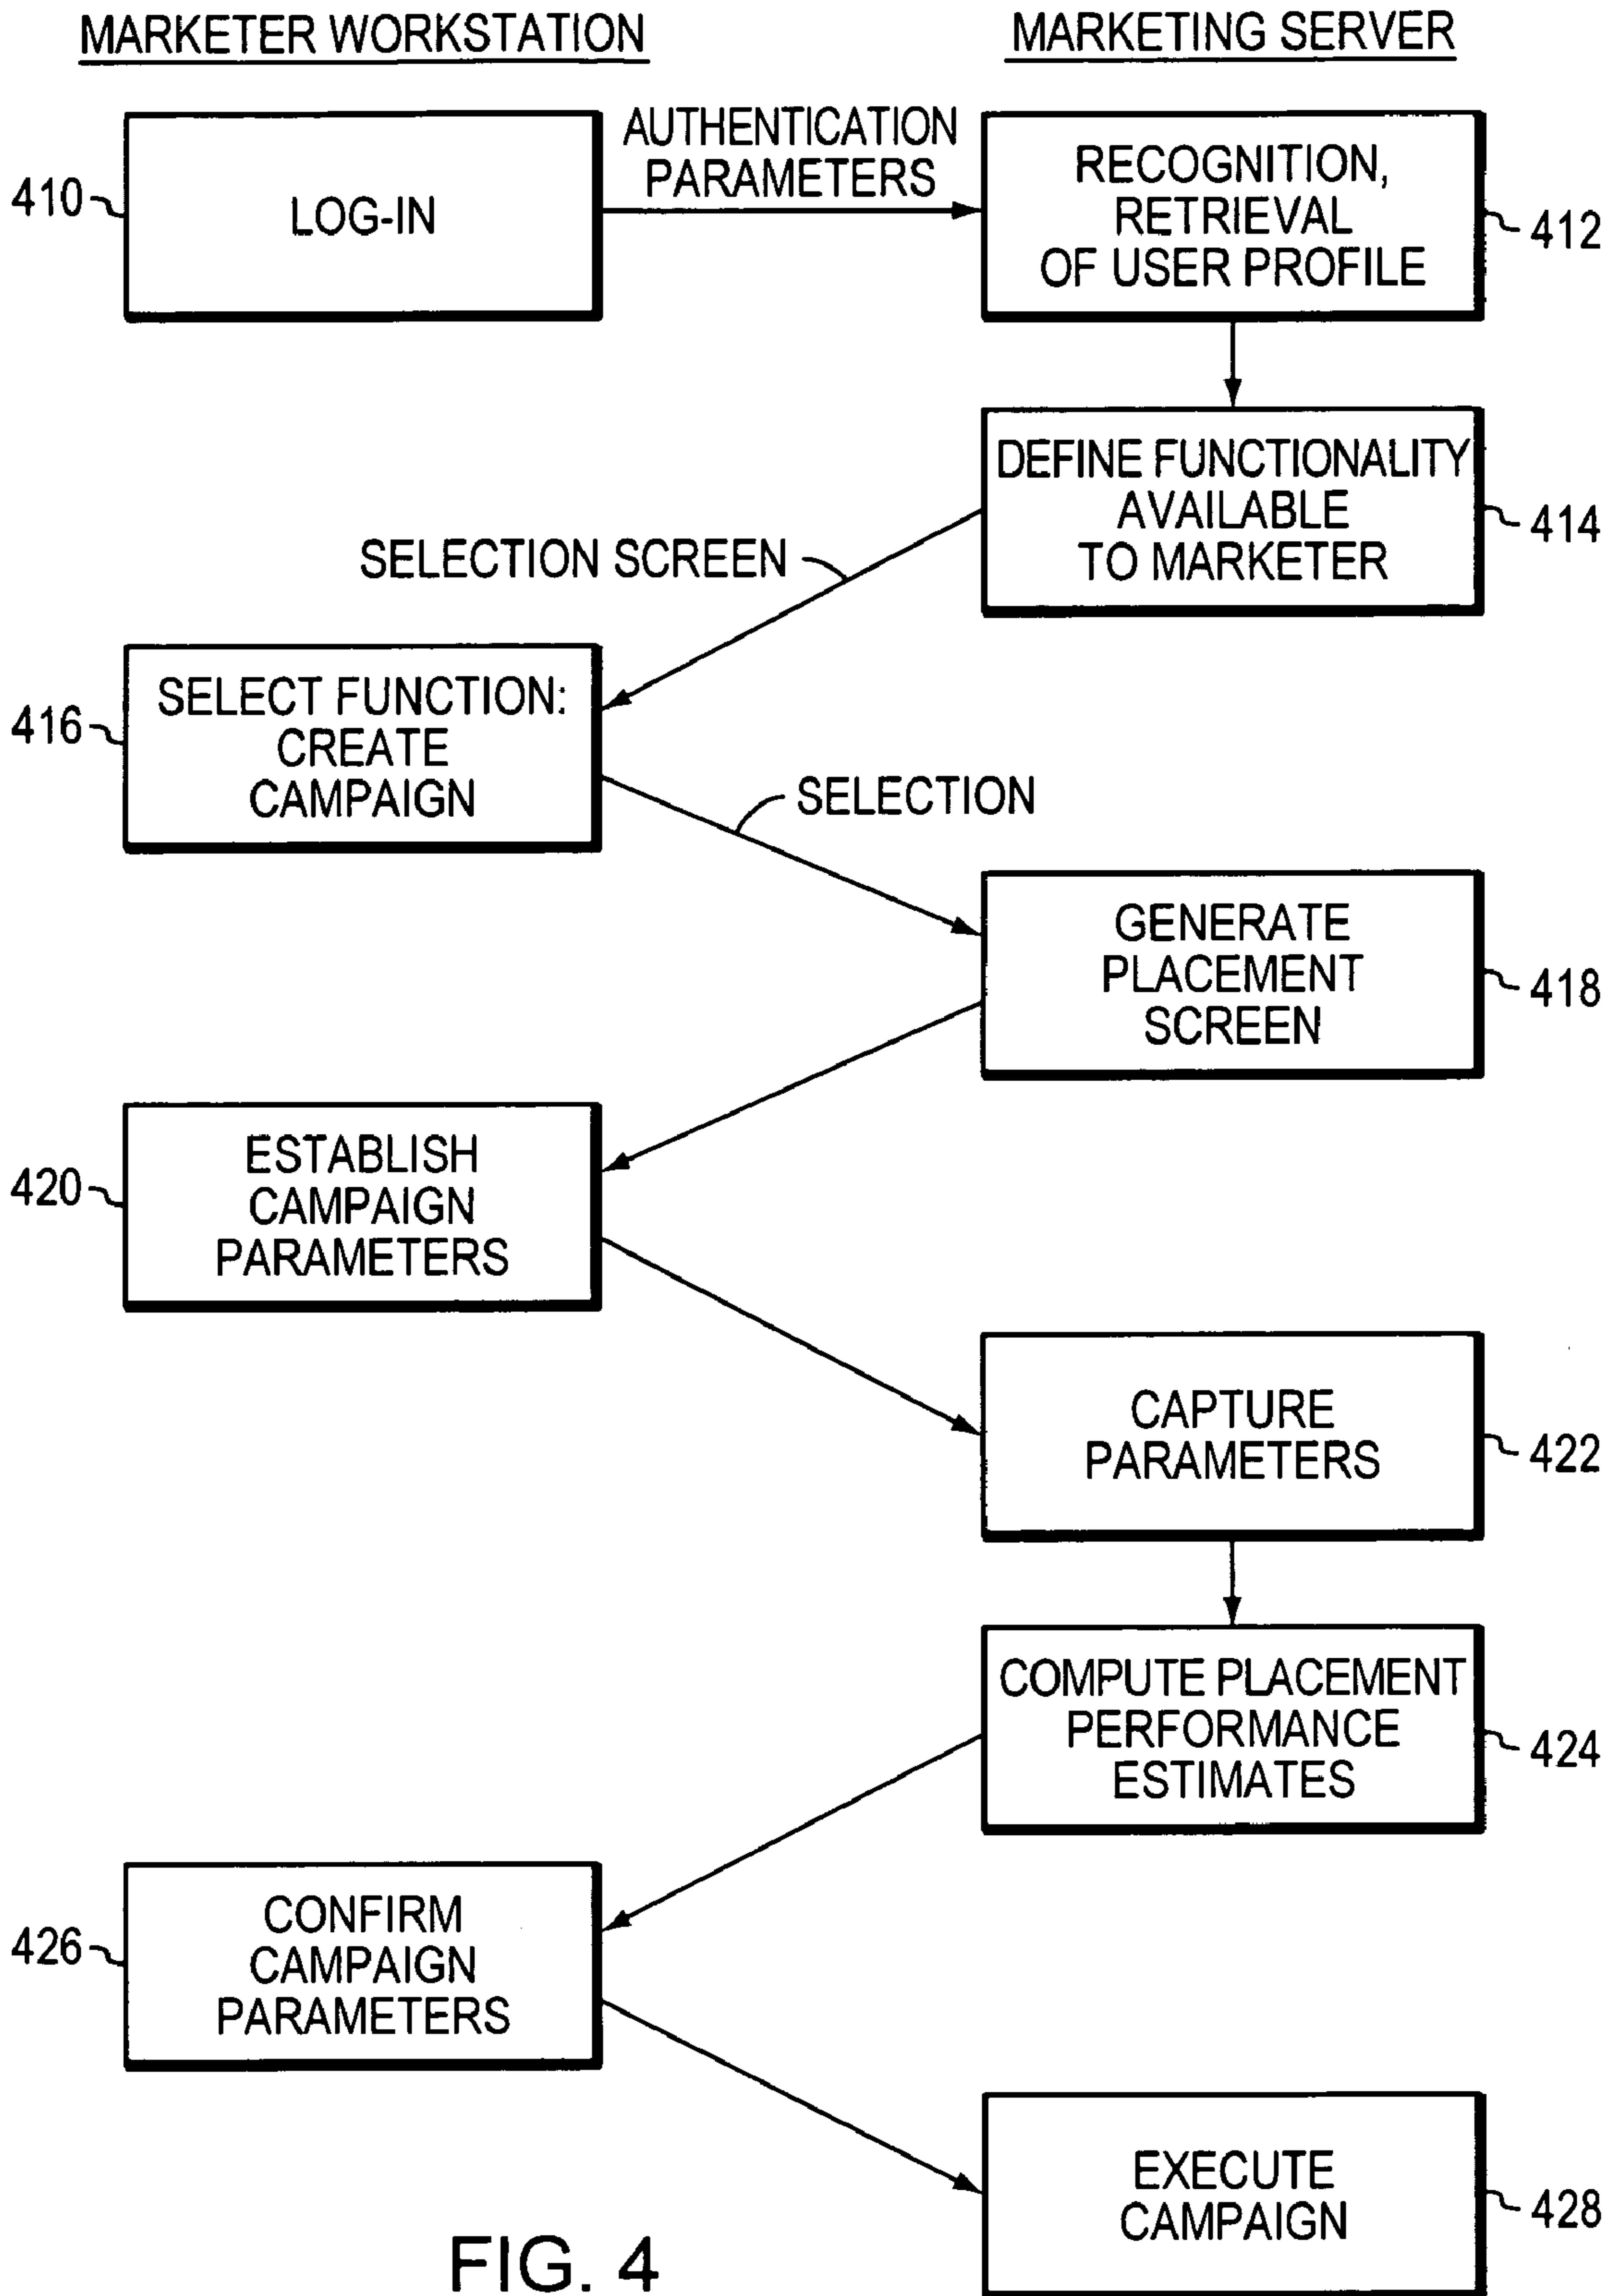 MARKETER WORKSTATION
MARKETING SERVER
410
LOG-IN
AUTHENTICATION
PARAMETERS
RECOGNITION,
RETRIEVAL
OF USER PROFILE
412
DEFINE FUNCTIONALITY
AVAILABLE
TO MARKETER
414
SELECTION SCREEN
416
SELECT FUNCTION:
CREATE
CAMPAIGN
SELECTION
GENERATE
PLACEMENT
SCREEN
418
420
ESTABLISH
CAMPAIGN
PARAMETERS
CAPTURE
PARAMETERS
422
COMPUTE PLACEMENT
PERFORMANCE
ESTIMATES
424
426
CONFIRM
CAMPAIGN
PARAMETERS
EXECUTE
CAMPAIGN
428
FIG. 4